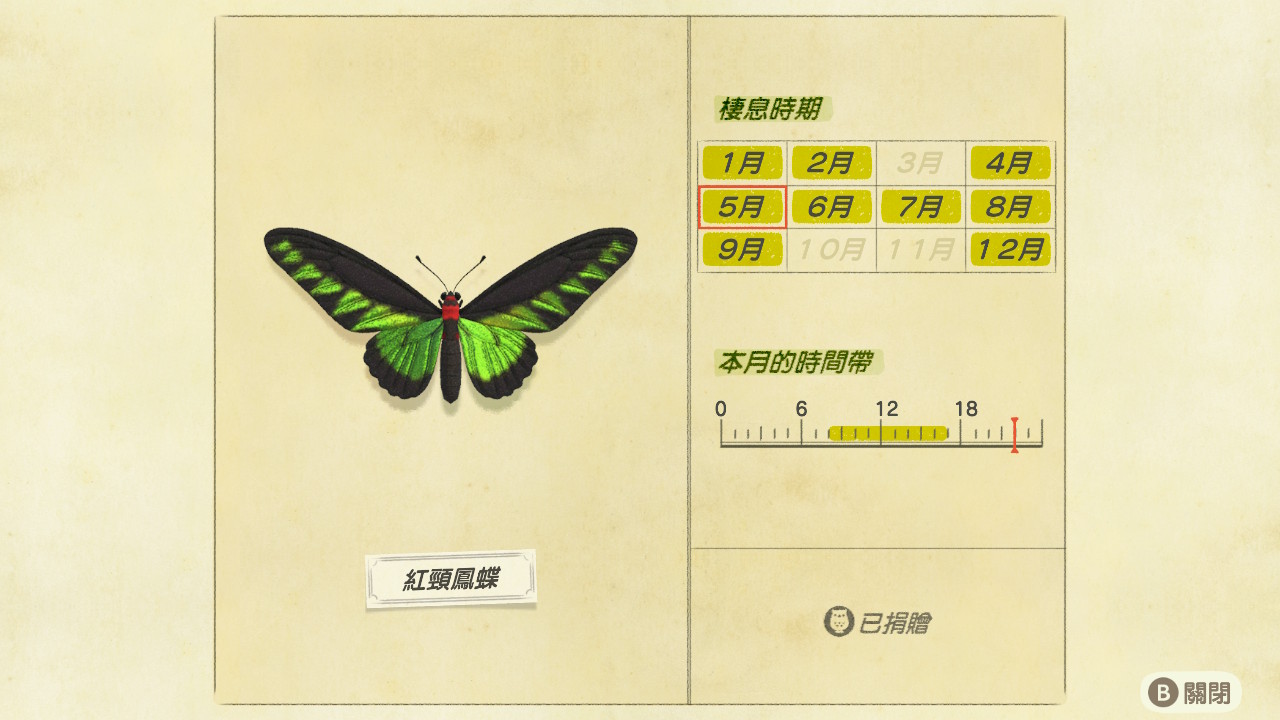 棲息時期
1月 2月 3月 4月
5月 6月 7月 8月
9月 10月 11月 12月
本月的時間帶
0 6 12 18
紅頸鳳蝶
已捐贈
B 關閉